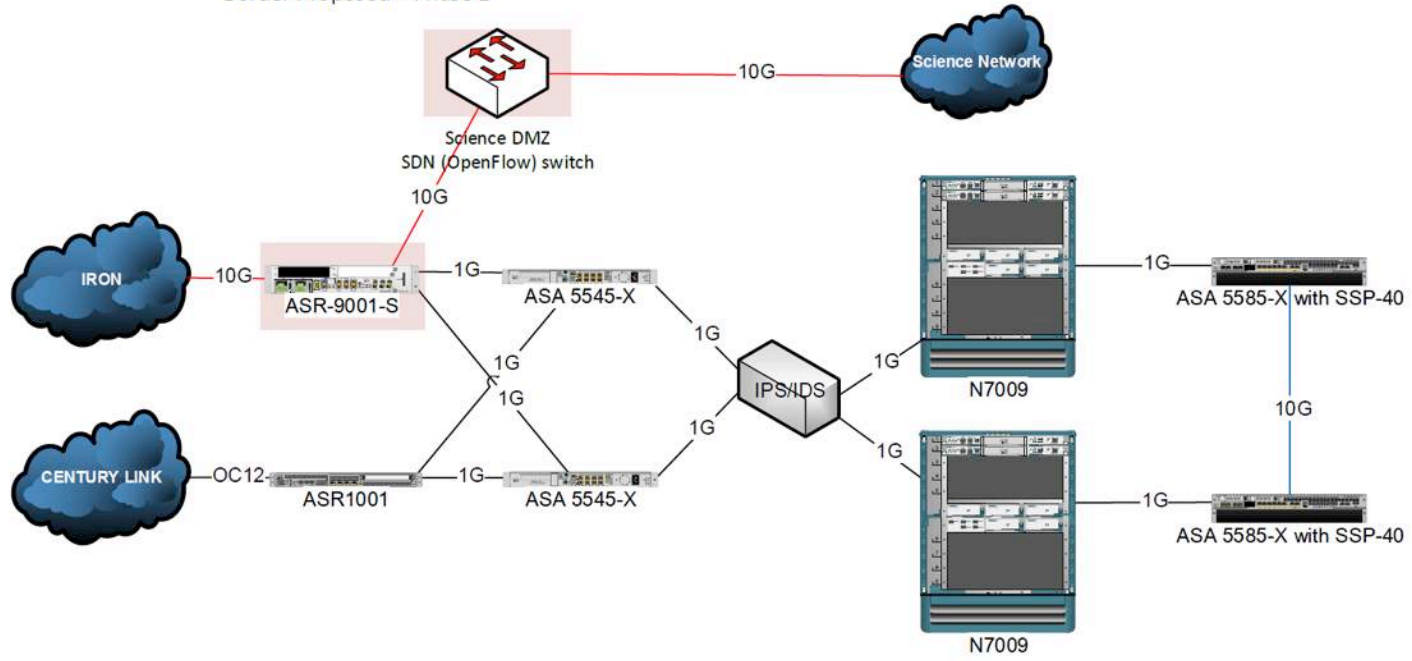 10G
Science Network
Science DMZ
SDN (OpenFlow) switch
10G
IRON
10G
ASR-9001-S
1G
ASA 5545-X
1G
ASA 5585-X with SSP-40
1G
1G
1G
1G
IPS/IDS
N7009
10G
CENTURY LINK
OC12
ASR1001
1G
ASA 5545-X
1G
1G
1G
ASA 5585-X with SSP-40
N7009